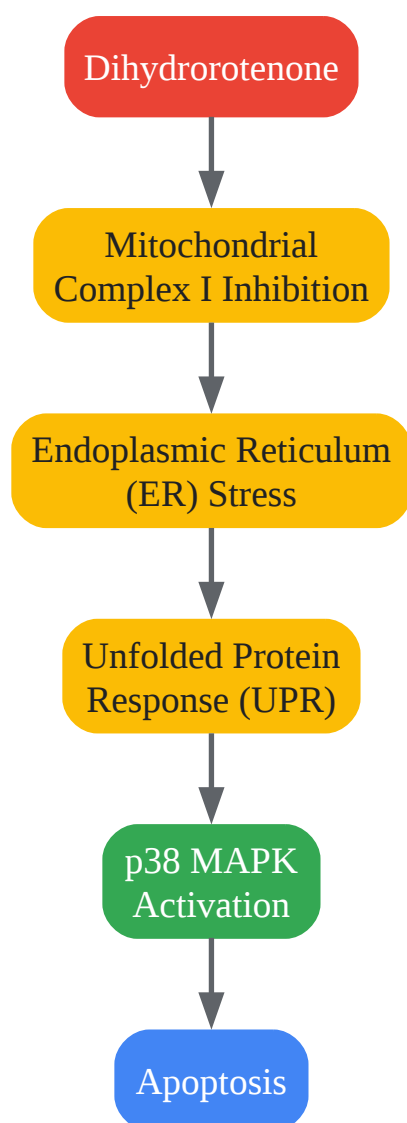 Dihydrorotenone
Mitochondrial
Complex I Inhibition
Endoplasmic Reticulum
(ER) Stress
Unfolded Protein
Response (UPR)
p38 MAPK
Activation
Apoptosis